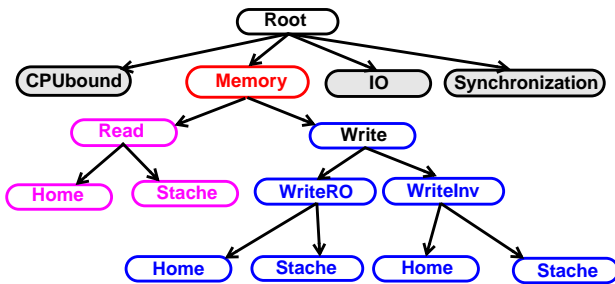 Root
CPUbound
Memory
IO
Synchronization
Read
Write
Home
Stache
WriteRO
WriteInv
Home
Stache
Home
Stache